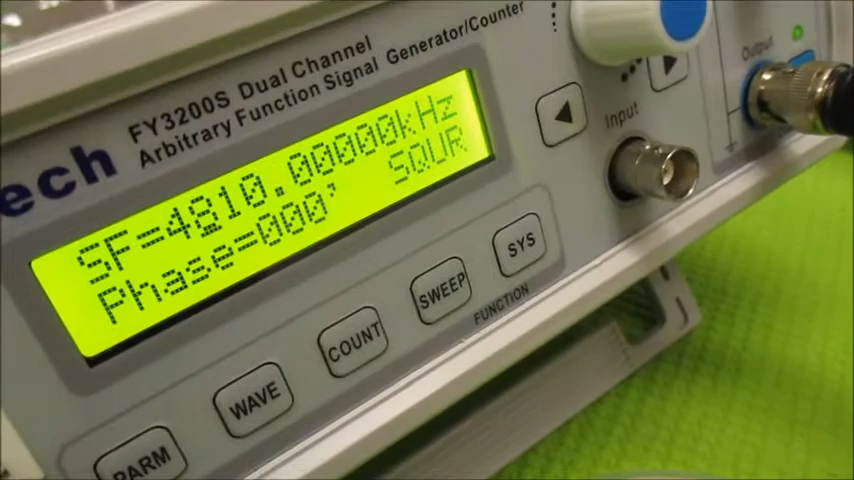 ech
FY3200S Dual Channel
Arbitrary Function Signal Generator/Counter
SF=4810.00000kHz
Phase=000° SQUR
Input
Output
PARM
WAVE
COUNT
SWEEP
SYS
FUNCTION